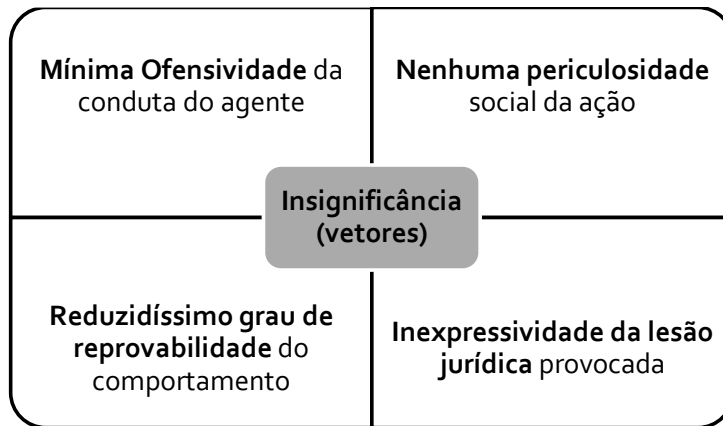 Mínima Ofensividade da
conduta do agente
Nenhuma periculosidade
social da ação
Insignificância
(vetores)
Reduzidíssimo grau de
reprovabilidade do
comportamento
Inexpressividade da lesão
jurídica provocada